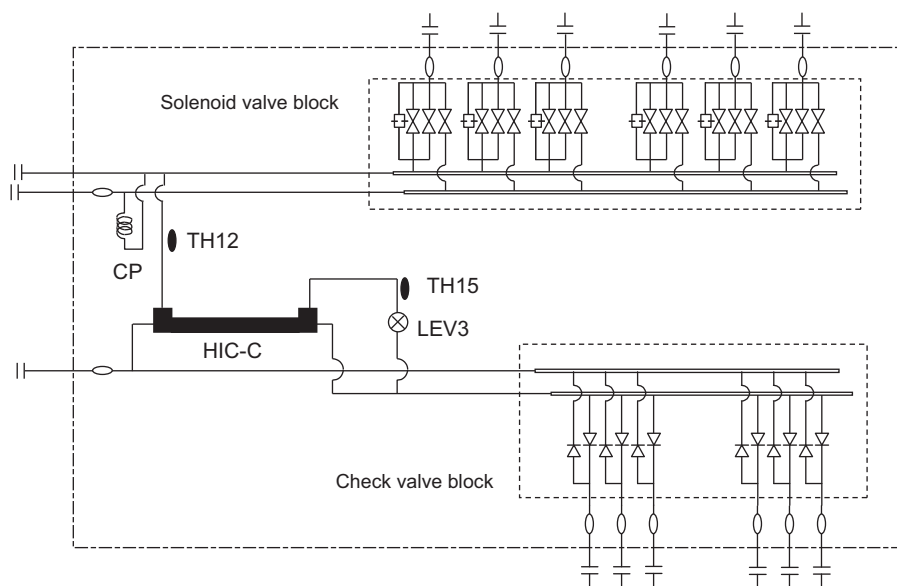 Solenoid valve block
TH12
CP
TH15
LEV3
HIC-C
Check valve block